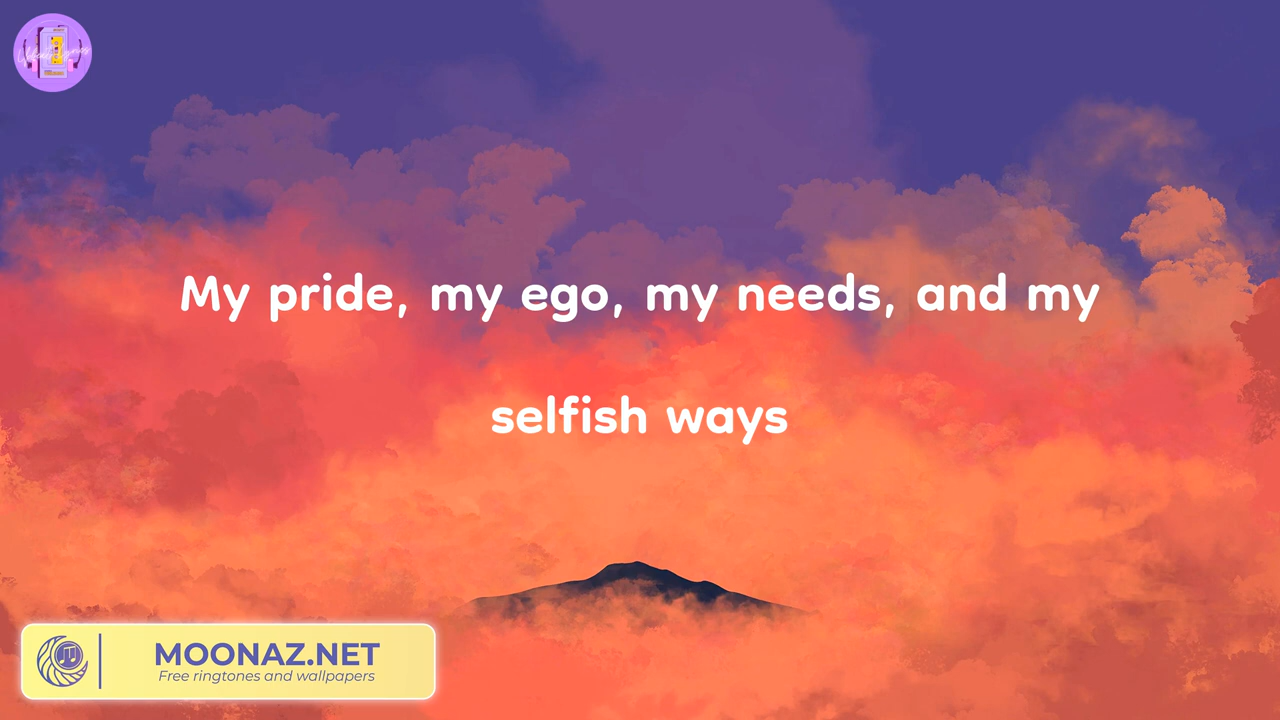 My pride, my ego, my needs, and my
selfish ways
MOONAZ.NET
Free ringtones and wallpapers